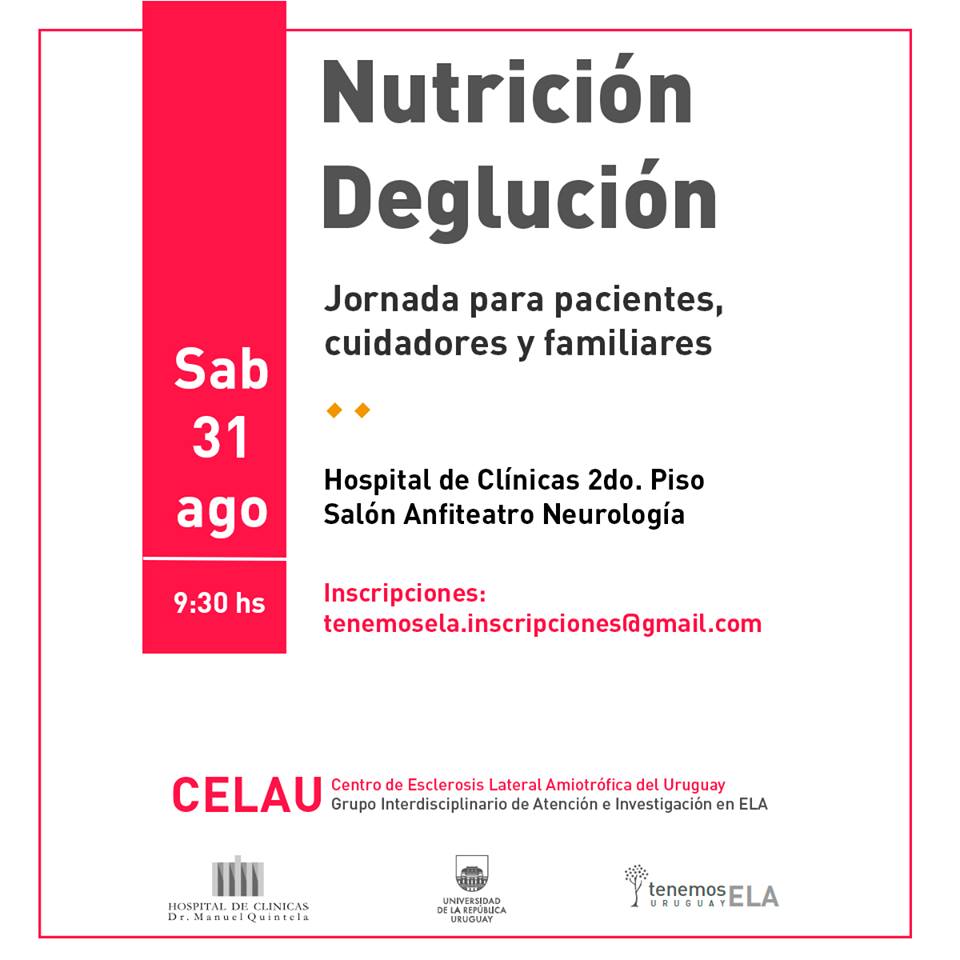 Nutrición
Deglución
Jornada para pacientes,
cuidadores y familiares
Sab
31
ago
9:30 hs
Hospital de Clínicas 2do. Piso
Salón Anfiteatro Neurología
Inscripciones:
tenemosela.inscripciones@gmail.com
CELAU
Centro de Esclerosis Lateral Amiotrófica del Uruguay
Grupo Interdisciplinario de Atención e Investigación en ELA
HOSPITAL DE CLINICAS
Dr. Manuel Quintela
UNIVERSIDAD
DE LA REPÚBLICA
URUGUAY
tenemos ELA
URUGUAY